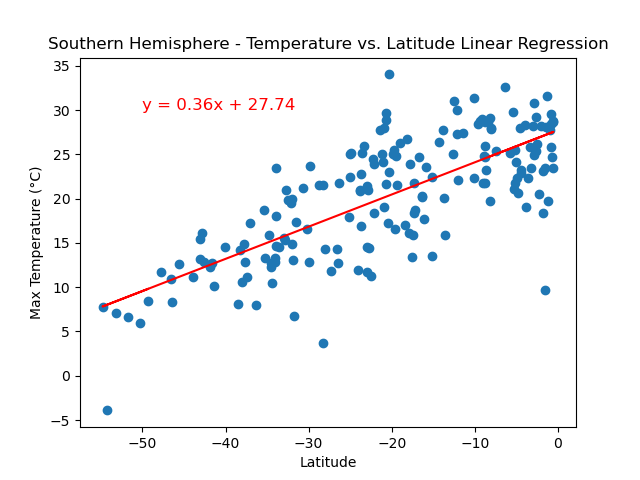 Southern Hemisphere - Temperature vs. Latitude Linear Regression
35
30
25
20
15
10
5
0
−5
Max Temperature (°C)
y = 0.36x + 27.74
−50 −40 −30 −20 −10 0
Latitude